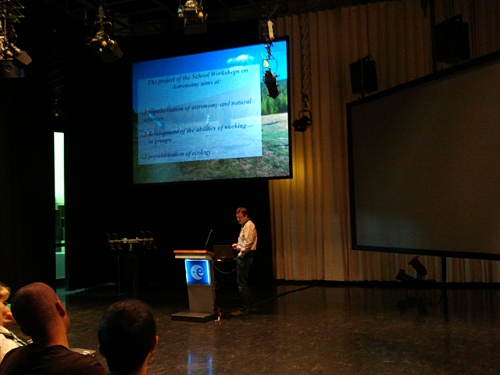 The project of the School Workshops on
Astronomy aims at:
popularization of astronomy and natural
development of the abilities of working
in groups
popularization of ecology...